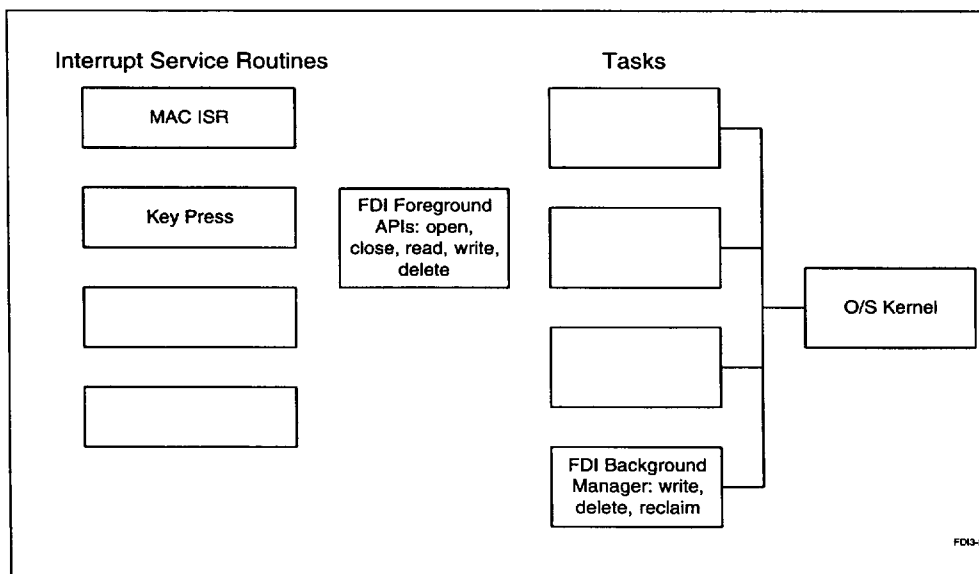 Interrupt Service Routines
Tasks
MAC ISR
Key Press
FDI Foreground
APIs: open,
close, read, write,
delete
O/S Kernel
FDI Background
Manager: write,
delete, reclaim
FDI3-